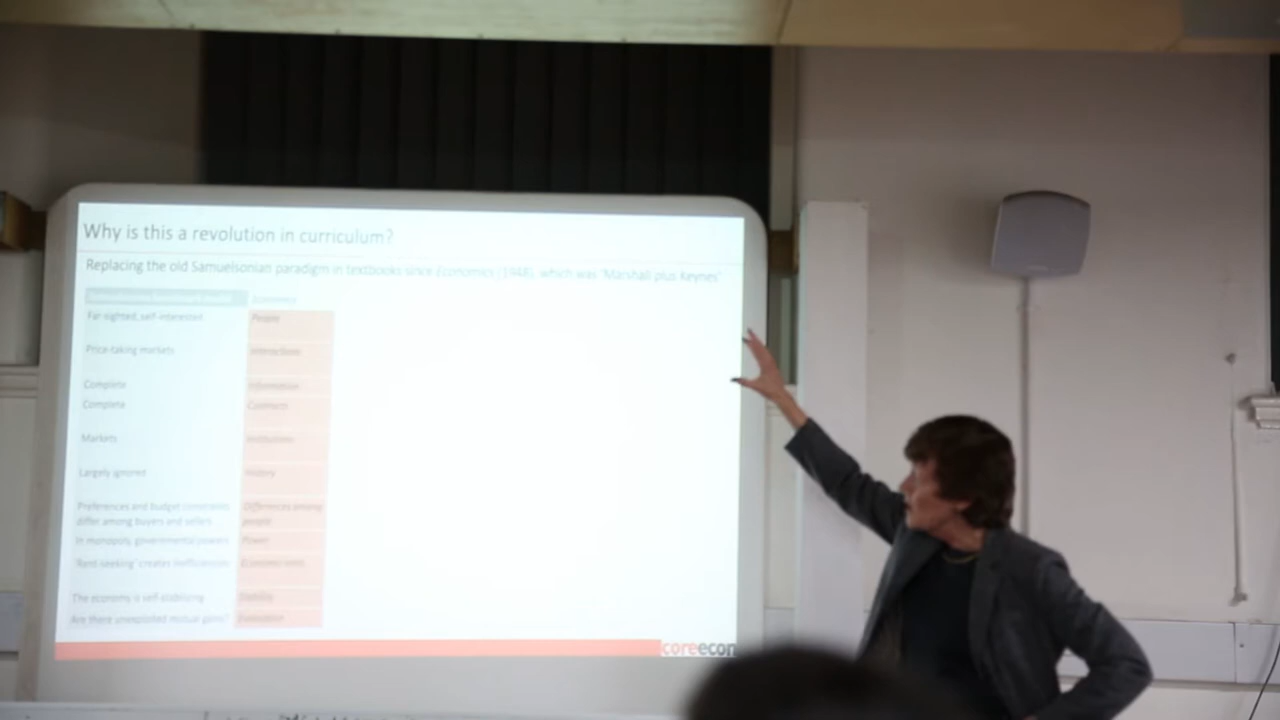 Why is this a revolution in curriculum?
Replacing the old Samuelsonian paradigm in textbooks since Economics (1948), which was 'Marshall plus Keynes'
Far-sighted, self-interested People
Price-taking markets Interactions
Complete Information
Complete Contracts
Markets Institutions
Largely ignored History
Preferences and budget constraints Differences among
differ among buyers and sellers people
In monopoly, governmental powers Power
'Rent seeking' creates inefficiencies Economic rents
The economy is self-stabilizing Stability
Are there unexploited mutual gains? Evaluation
coreecon